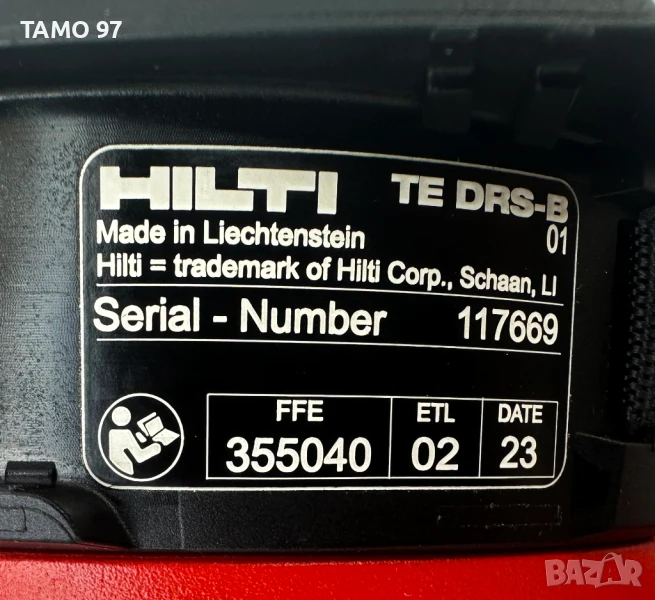 TAMO 97
HILTI TE DRS-B
01
Made in Liechtenstein
Hilti = trademark of Hilti Corp., Schaan, LI
Serial - Number 117669
FFE ETL DATE
355040 02 23
BAZAR